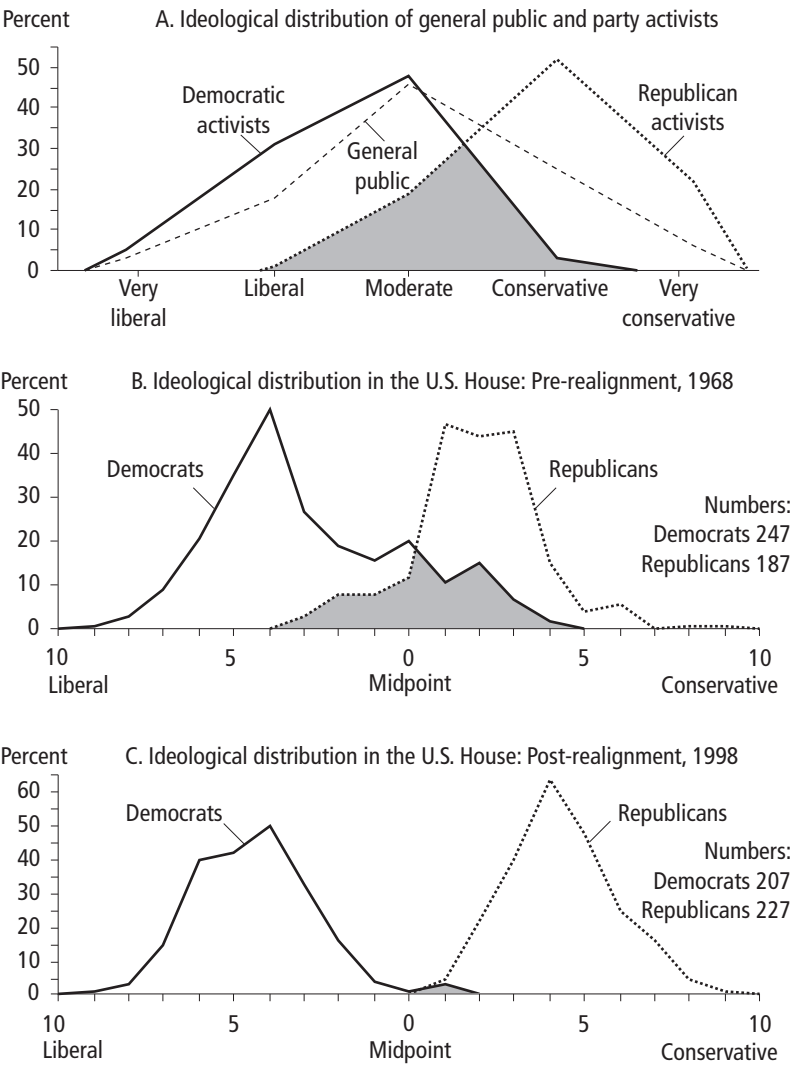 Percent
A. Ideological distribution of general public and party activists
50
40
30
20
10
0
Democratic
activists
General
public
Republican
activists
Very
liberal
Liberal
Moderate
Conservative
Very
conservative
Percent
B. Ideological distribution in the U.S. House: Pre-realignment, 1968
50
40
30
20
10
0
Democrats
Republicans
Numbers:
Democrats 247
Republicans 187
10 5 0 5 10
Liberal Midpoint Conservative
Percent
C. Ideological distribution in the U.S. House: Post-realignment, 1998
60
50
40
30
20
10
0
Democrats
Republicans
Numbers:
Democrats 207
Republicans 227
10 5 0 5 10
Liberal Midpoint Conservative